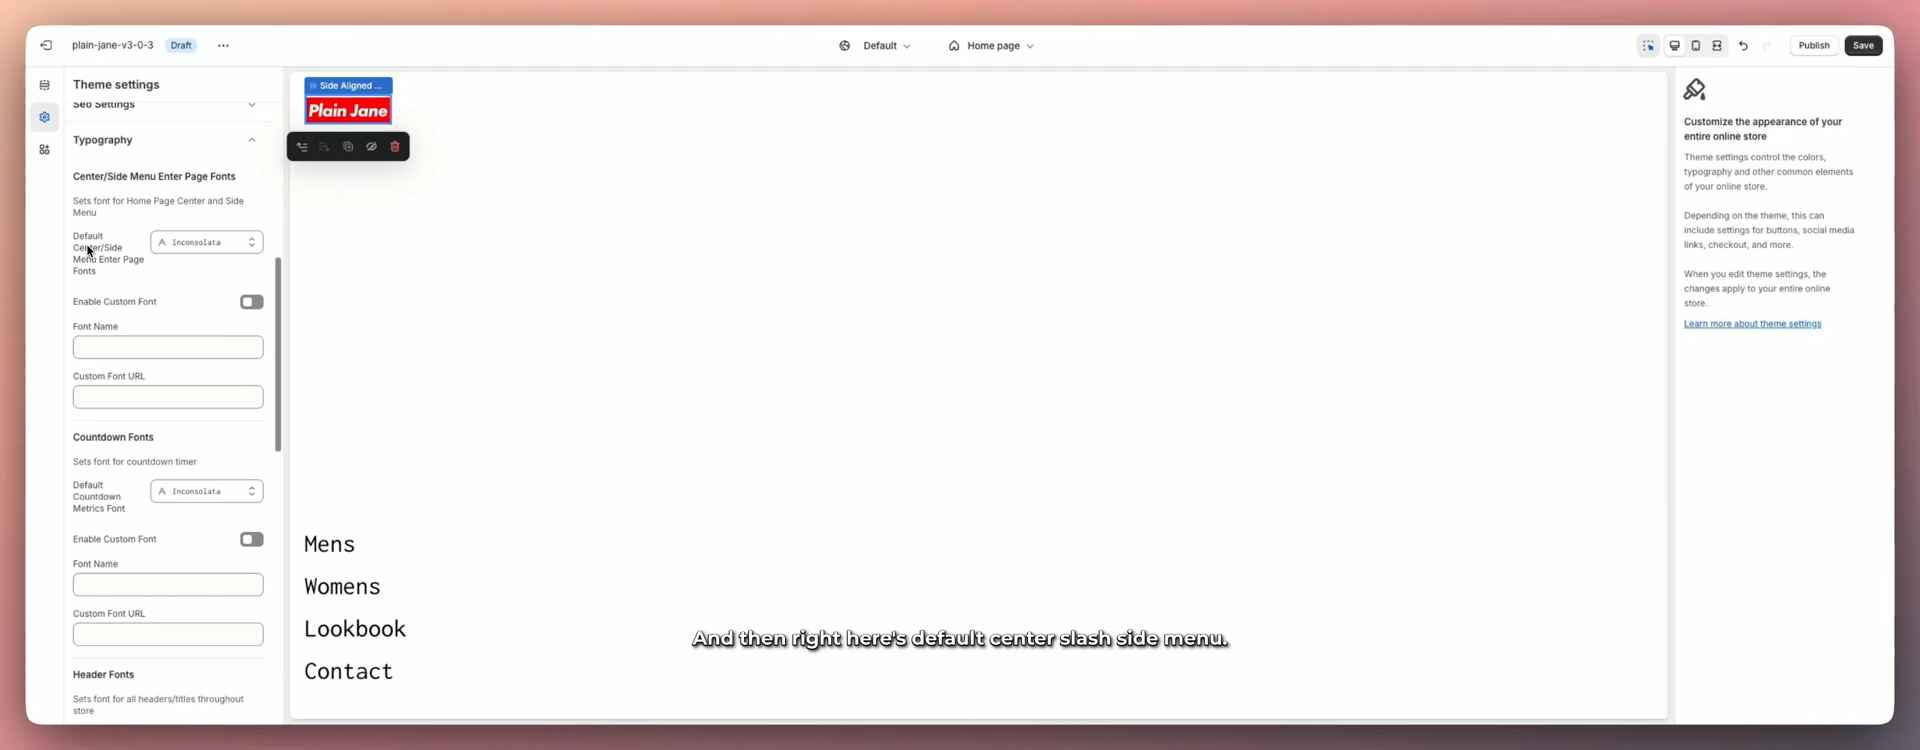 plain-jane-v3-0-3
Draft
Default
Home page
Publish
Save
Theme settings
Seo Settings
Typography
Center/Side Menu Enter Page Fonts
Sets font for Home Page Center and Side
Menu
Default
Center/Side
Menu Enter Page
Fonts
Inconsolata
Enable Custom Font
Font Name
Custom Font URL
Countdown Fonts
Sets font for countdown timer
Default
Countdown
Metrics Font
Inconsolata
Enable Custom Font
Font Name
Custom Font URL
Header Fonts
Sets font for all headers/titles throughout
store
Side Aligned ...
Plain Jane
Mens
Womens
Lookbook
Contact
And then right here's default center slash side menu.
Customize the appearance of your
entire online store
Theme settings control the colors,
typography and other common elements
of your online store.
Depending on the theme, this can
include settings for buttons, social media
links, checkout, and more.
When you edit theme settings, the
changes apply to your entire online
store.
Learn more about theme settings